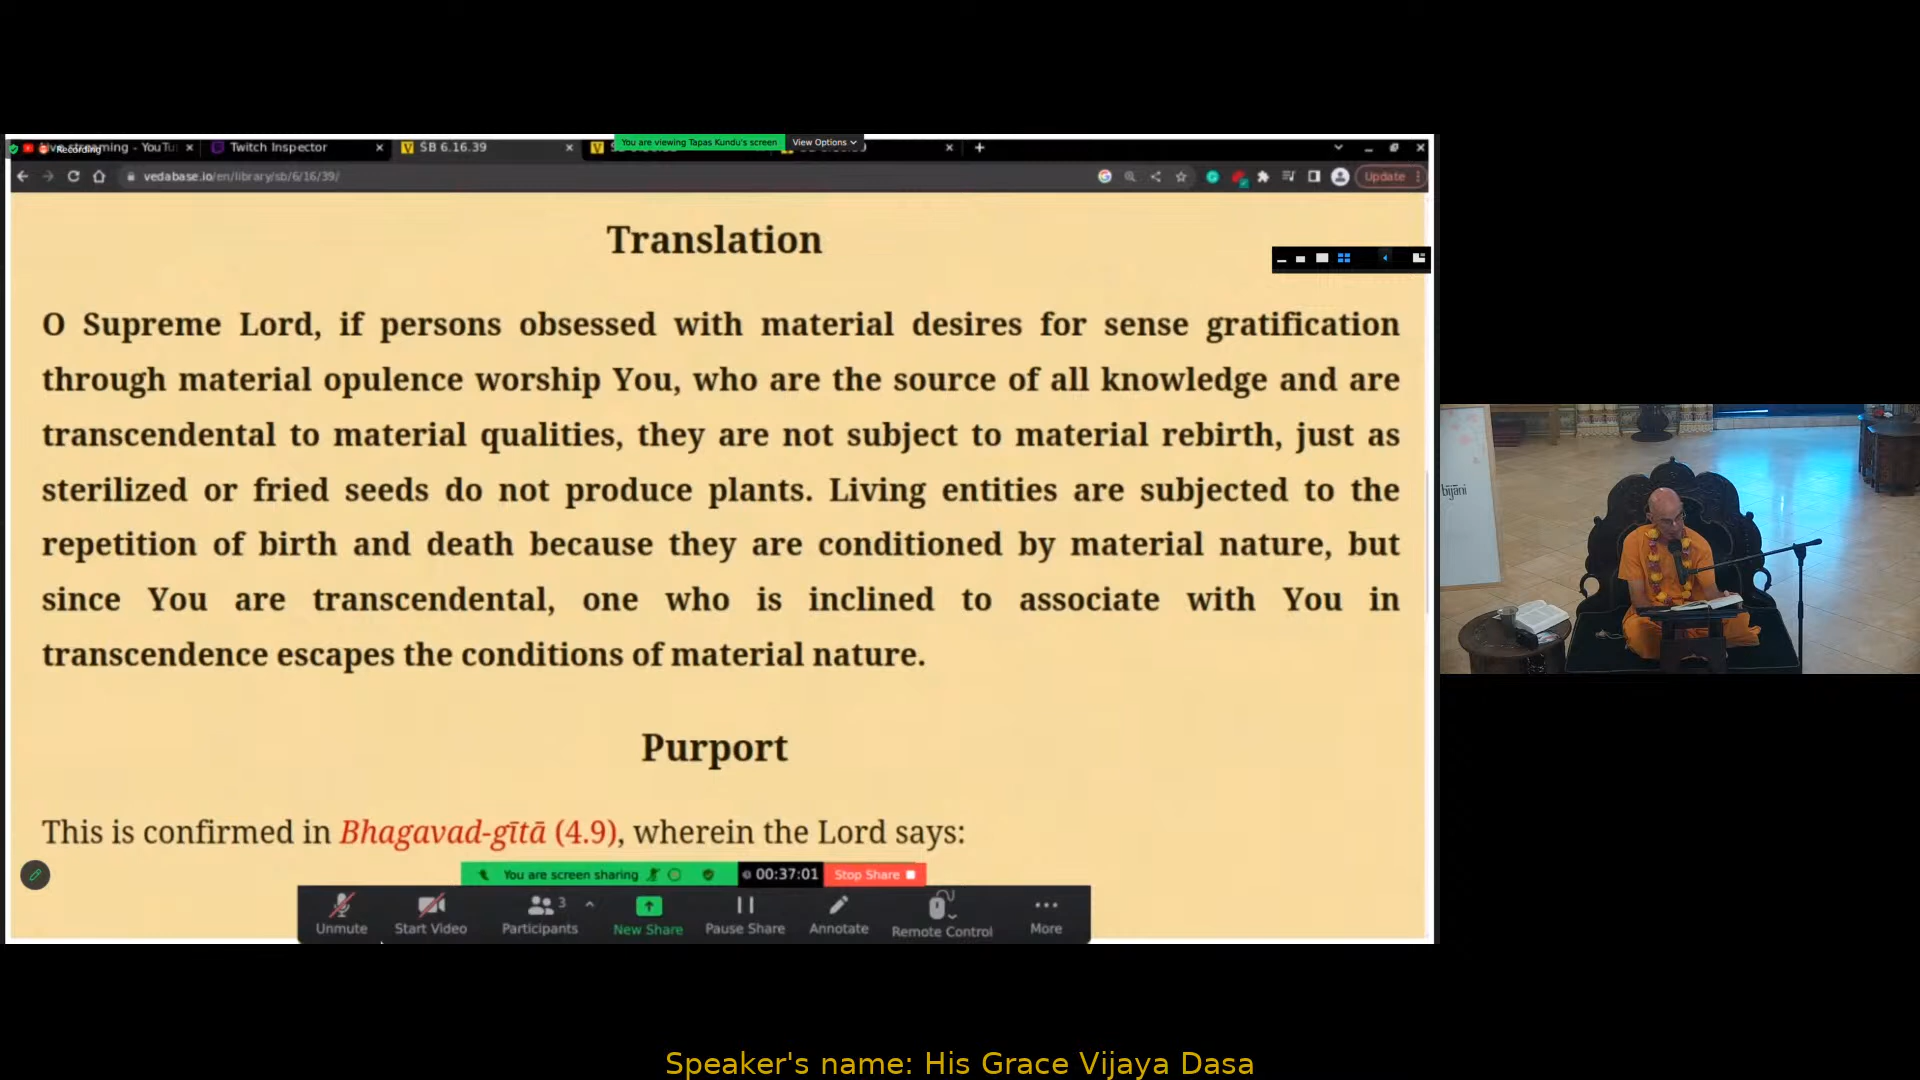 Recording
Live streaming - YouTu
Twitch Inspector
SB 6.16.39
You are viewing Tapas Kundu's screen
View Options
vedabase.io/en/library/sb/6/16/39/
Update
Translation
O Supreme Lord, if persons obsessed with material desires for sense gratification
through material opulence worship You, who are the source of all knowledge and are
transcendental to material qualities, they are not subject to material rebirth, just as
sterilized or fried seeds do not produce plants. Living entities are subjected to the
repetition of birth and death because they are conditioned by material nature, but
since You are transcendental, one who is inclined to associate with You in
transcendence escapes the conditions of material nature.
Purport
This is confirmed in Bhagavad-gītā (4.9), wherein the Lord says:
You are screen sharing
00:37:01
Stop Share
Unmute
Start Video
Participants
3
New Share
Pause Share
Annotate
Remote Control
More
bījāni
Speaker's name: His Grace Vijaya Dasa